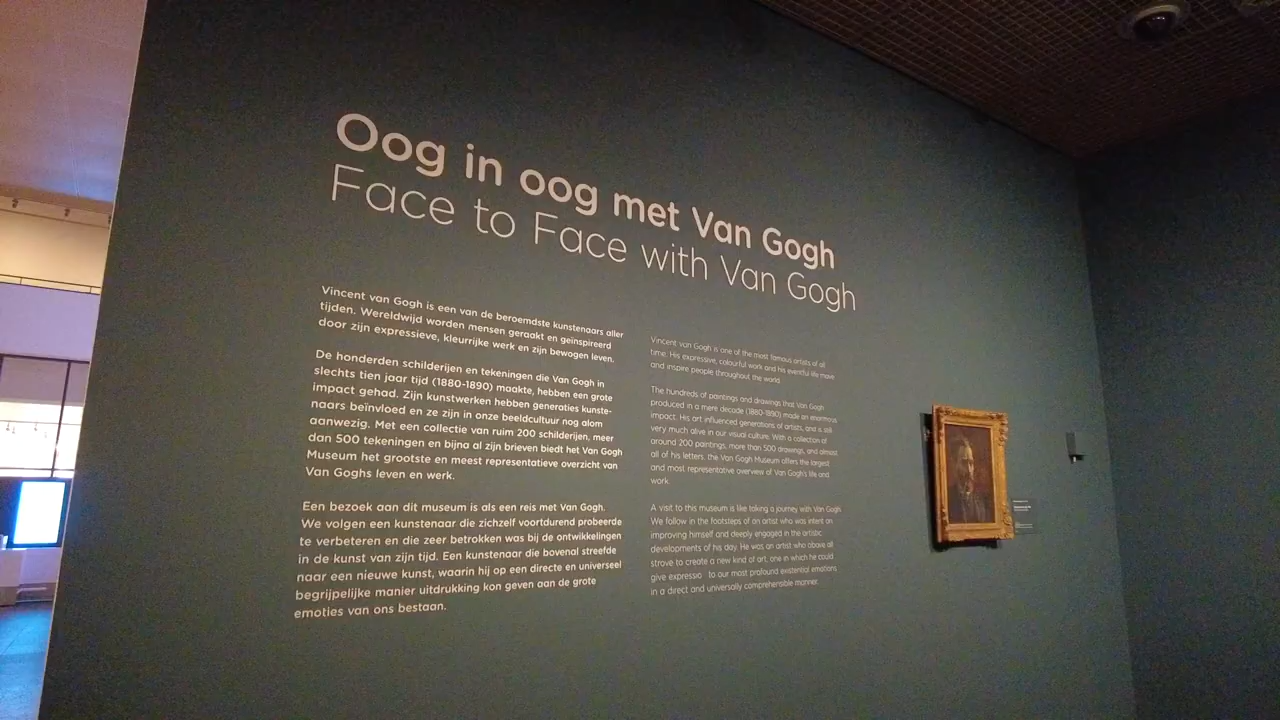 Oog in oog met Van Gogh
Face to Face with Van Gogh
Vincent van Gogh is een van de beroemdste kunstenaars aller
tijden. Wereldwijd worden mensen geraakt en geïnspireerd
door zijn expressieve, kleurrijke werk en zijn bewogen leven.
De honderden schilderijen en tekeningen die Van Gogh in
slechts tien jaar tijd (1880-1890) maakte, hebben een grote
impact gehad. Zijn kunstwerken hebben generaties kunste-
naars beïnvloed en ze zijn in onze beeldcultuur nog alom
aanwezig. Met een collectie van ruim 200 schilderijen, meer
dan 500 tekeningen en bijna al zijn brieven biedt het Van Gogh
Museum het grootste en meest representatieve overzicht van
Van Goghs leven en werk.
Een bezoek aan dit museum is als een reis met Van Gogh.
We volgen een kunstenaar die zichzelf voortdurend probeerde
te verbeteren en die zeer betrokken was bij de ontwikkelingen
in de kunst van zijn tijd. Een kunstenaar die bovenal streefde
naar een nieuwe kunst, waarin hij op een directe en universeel
begrijpelijke manier uitdrukking kon geven aan de grote
emoties van ons bestaan.
Vincent van Gogh is one of the most famous artists of all
time. His expressive, colourful work and his eventful life move
and inspire people throughout the world.
The hundreds of paintings and drawings that Van Gogh
produced in a mere decade (1880-1890) made an enormous
impact. His art influenced generations of artists, and is still
very much alive in our visual culture. With a collection of
around 200 paintings, more than 500 drawings, and almost
all of his letters, the Van Gogh Museum offers the largest
and most representative overview of Van Gogh's life and
work.
A visit to this museum is like taking a journey with Van Gogh.
We follow in the footsteps of an artist who was intent on
improving himself and deeply engaged in the artistic
developments of his day. He was an artist who above all
strove to create a new kind of art, one in which he could
give expressio to our most profound existential emotions
in a direct and universally comprehensible manner.